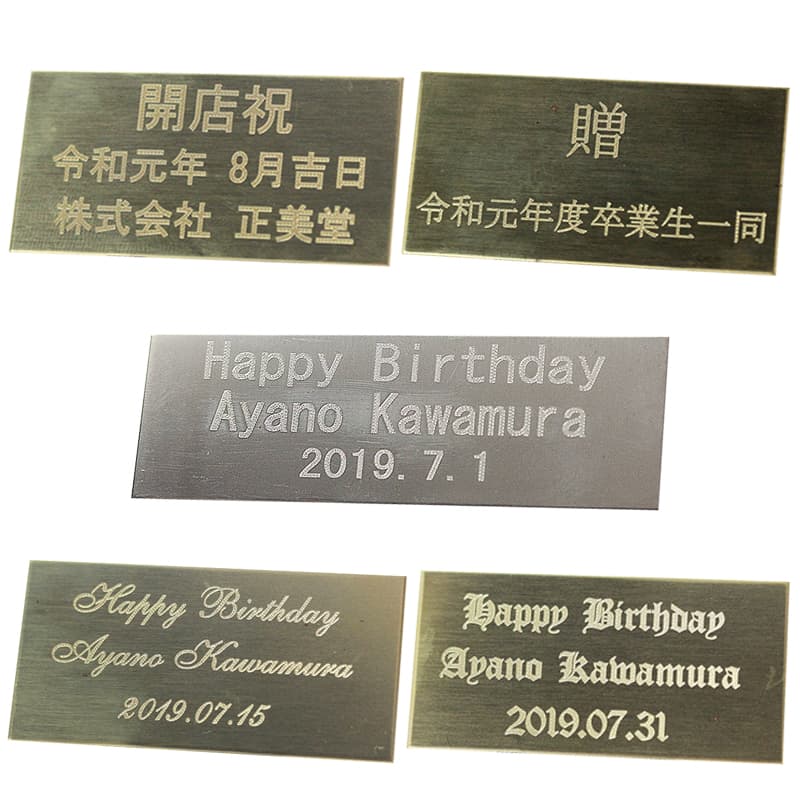 開店祝
令和元年 8月吉日
株式会社 正美堂
贈
令和元年度卒業生一同
Happy Birthday
Ayano Kawamura
2019.7.1
Happy Birthday
Ayano Kawamura
2019.07.15
Happy Birthday
Ayano Kawamura
2019.07.31